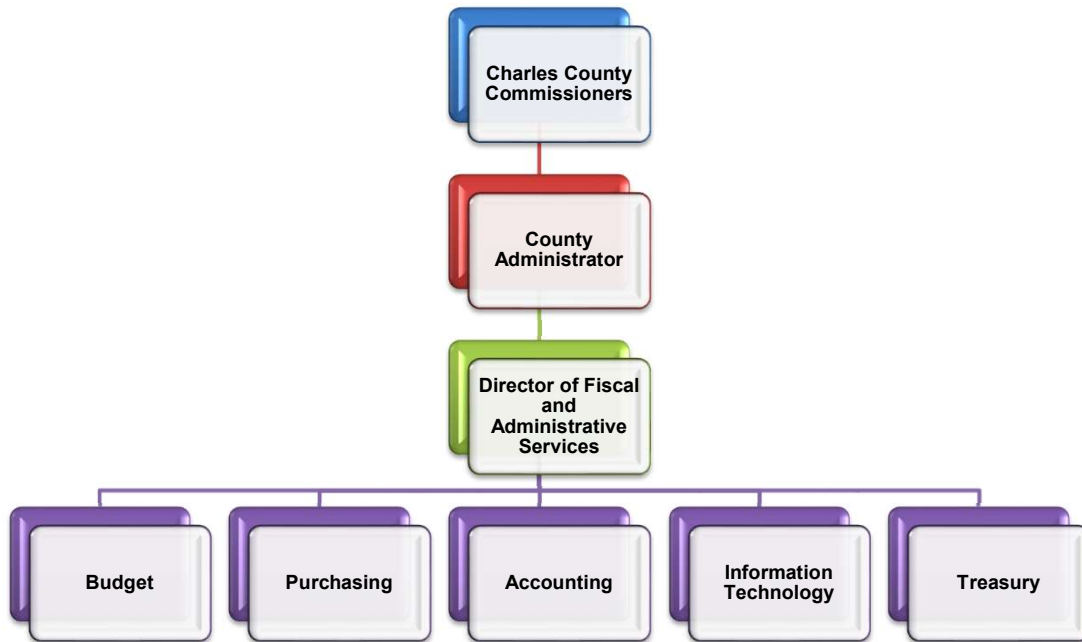 Charles County
Commissioners
County
Administrator
Director of Fiscal
and
Administrative
Services
Budget
Purchasing
Accounting
Information
Technology
Treasury